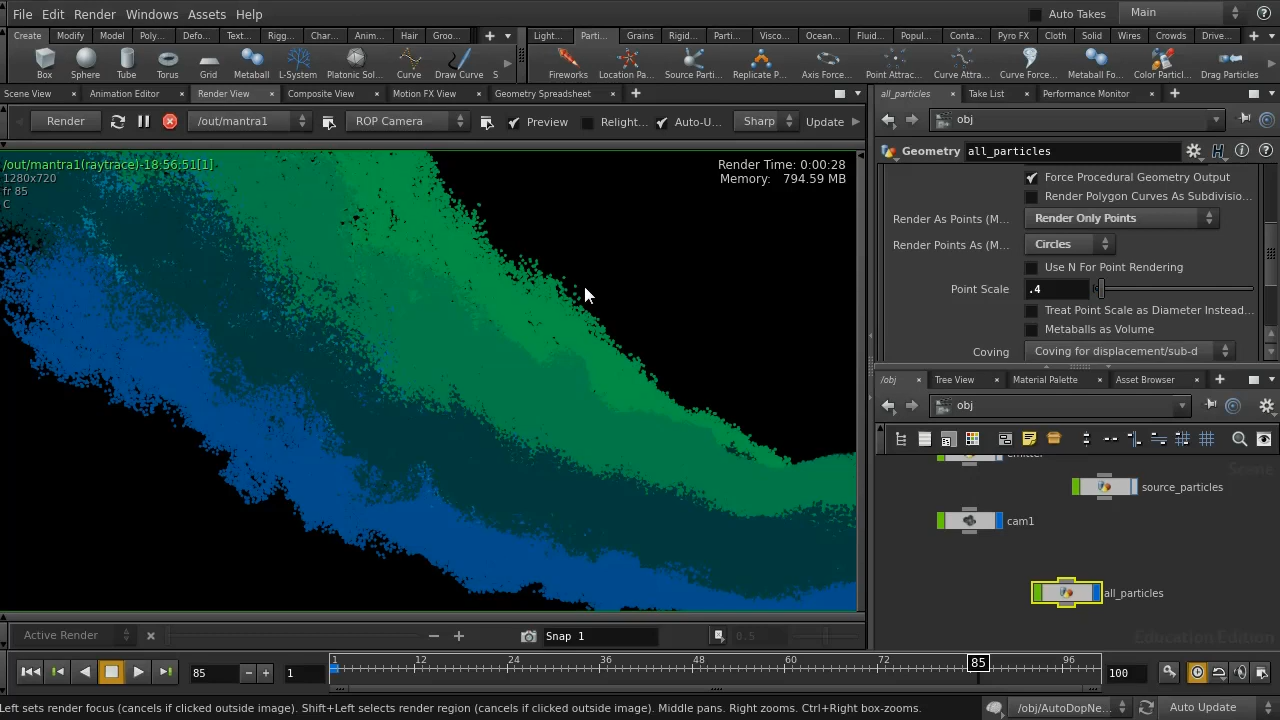 File Edit Render Windows Assets Help Auto Takes Main
Create Modify Model Poly... Defo... Text... Rigg... Char... Anim... Hair Groo... Light... Parti... Grains Rigid... Parti... Visco... Ocean... Fluid... Popul... Conta... Pyro FX Cloth Solid Wires Crowds Drive...
Box Sphere Tube Torus Grid Metaball L-System Platonic Sol... Curve Draw Curve S Fireworks Location Pa... Source Parti... Replicate P... Axis Force... Point Attrac... Curve Attra... Curve Force... Metaball Fo... Color Particl... Drag Particles
Scene View Animation Editor Render View Composite View Motion FX View Geometry Spreadsheet all_particles Take List Performance Monitor
Render /out/mantra1 ROP Camera Preview Relight... Auto-U... Sharp Update obj
Geometry all_particles
/out/mantra1(raytrace)-18:56:51[1]
1280x720
fr 85
C
Render Time: 0:00:28
Memory: 794.59 MB
Force Procedural Geometry Output
Render Polygon Curves As Subdivisio...
Render As Points (M... Render Only Points
Render Points As (M... Circles
Use N For Point Rendering
Point Scale .4
Treat Point Scale as Diameter Instead...
Metaballs as Volume
Coving Coving for displacement/sub-d
/obj Tree View Material Palette Asset Browser
obj
emitter
Scene
source_particles
cam1
all_particles
Education Edition
Active Render Snap 1 0.5
85 1 1 12 24 36 48 60 72 85 96 100
Left sets render focus (cancels if clicked outside image). Shift+Left selects render region (cancels if clicked outside image). Middle pans. Right zooms. Ctrl+Right box-zooms. /obj/AutoDopNe... Auto Update